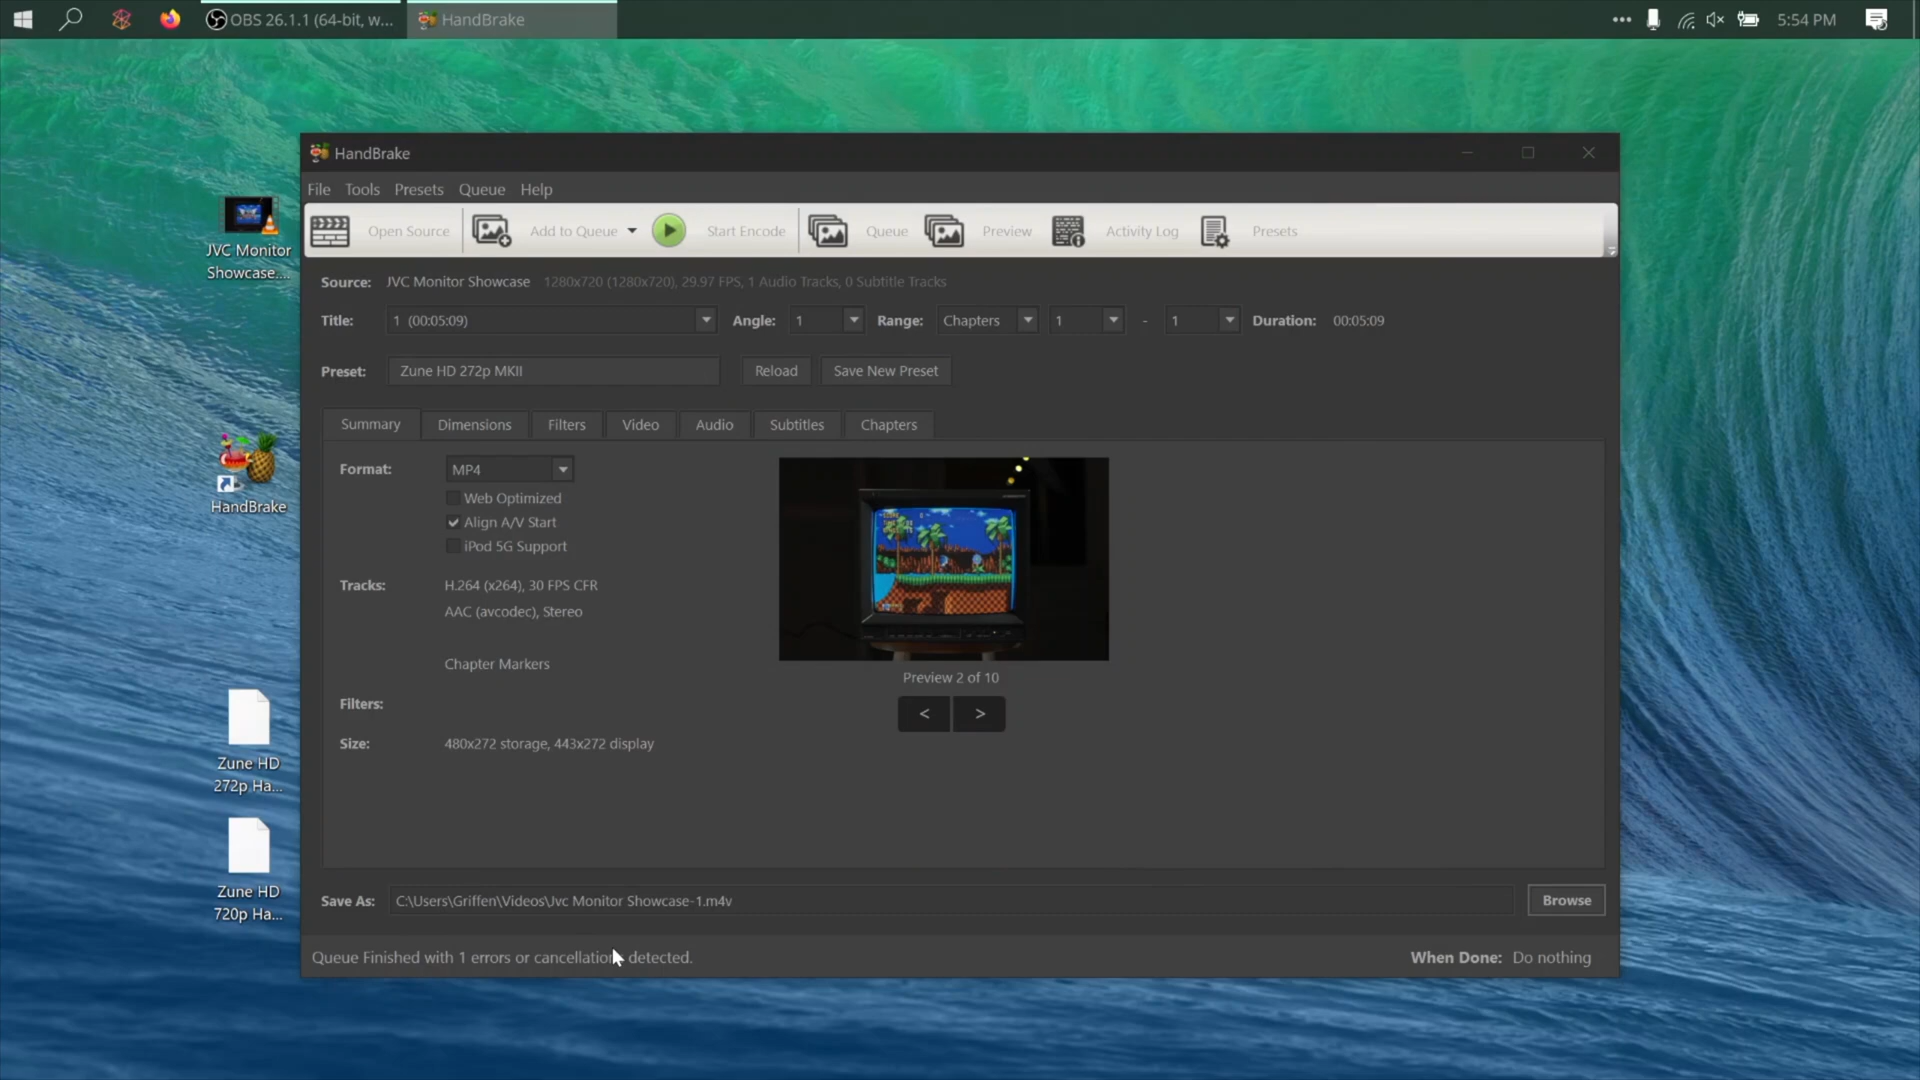 OBS 26.1.1 (64-bit, w...
HandBrake
5:54 PM
JVC Monitor
Showcase....
HandBrake
Zune HD
272p Ha...
Zune HD
720p Ha...
HandBrake
File Tools Presets Queue Help
Open Source Add to Queue Start Encode Queue Preview Activity Log Presets
Source: JVC Monitor Showcase 1280x720 (1280x720), 29.97 FPS, 1 Audio Tracks, 0 Subtitle Tracks
Title: 1 (00:05:09) Angle: 1 Range: Chapters 1 - 1 Duration: 00:05:09
Preset: Zune HD 272p MKII Reload Save New Preset
Summary Dimensions Filters Video Audio Subtitles Chapters
Format: MP4
Web Optimized
Align A/V Start
iPod 5G Support
Tracks: H.264 (x264), 30 FPS CFR
AAC (avcodec), Stereo
Chapter Markers
Filters:
Size: 480x272 storage, 443x272 display
Preview 2 of 10
< >
Save As: C:\Users\Griffen\Videos\Jvc Monitor Showcase-1.m4v Browse
Queue Finished with 1 errors or cancellation detected.
When Done: Do nothing